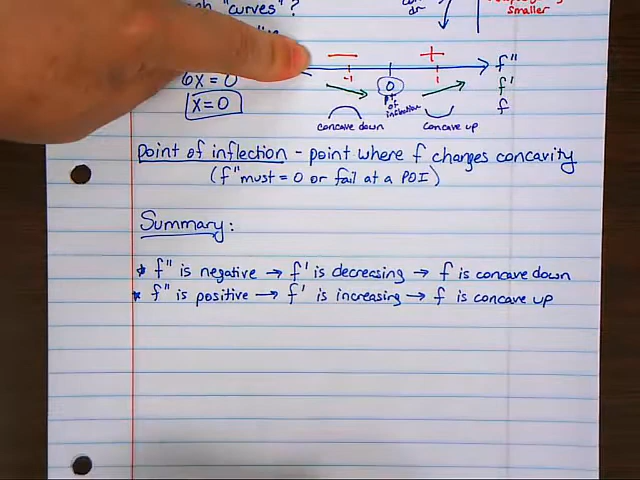 "curves"?
smaller
— + f"
6x = 0 -1 0 1 f'
x=0 pt of inflection f
concave down concave up
Point of inflection - point where f changes concavity
(f" must = 0 or fail at a POI)
Summary:
* f" is negative → f' is decreasing → f is concave down
* f" is positive → f' is increasing → f is concave up